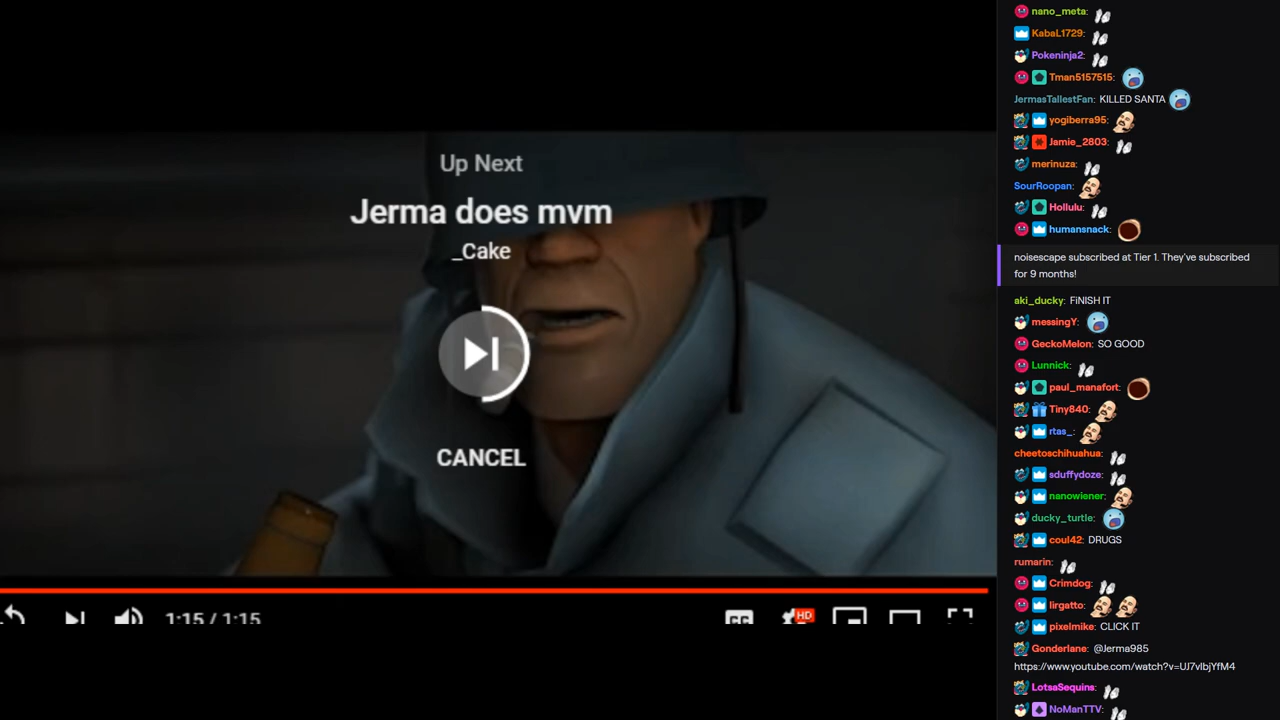 Up Next
Jerma does mvm
_Cake
CANCEL
1:15 / 1:15
CC
HD
nano_meta:
KabaL1729:
Pokeninja2:
Tman5157515:
JermasTallestFan: KILLED SANTA
yogiberra95:
Jamie_2803:
merinuza:
SourRoopan:
Hollulu:
humansnack:
noisescape subscribed at Tier 1. They've subscribed
for 9 months!
aki_ducky: FiNISH IT
messingY:
GeckoMelon: SO GOOD
Lunnick:
paul_manafort:
Tiny840:
rtas_:
cheetoschihuahua:
sduffydoze:
nanowiener:
ducky_turtle:
coul42: DRUGS
rumarin:
Crimdog:
lirgatto:
pixelmike: CLICK IT
Gonderlane: @Jerma985
https://www.youtube.com/watch?v=UJ7vlbjYfM4
LotsaSequins:
NoManTTV: